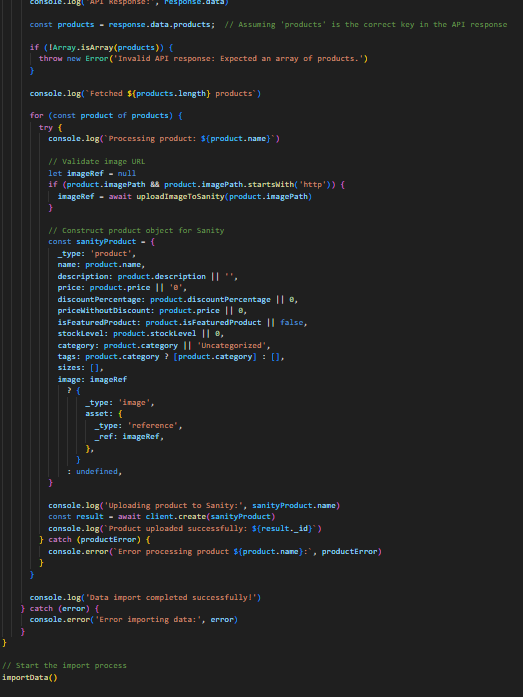 console.log('API Response:', response.data)
const products = response.data.products;  // Assuming 'products' is the correct key in the API response
if (!Array.isArray(products)) {
throw new Error('Invalid API response: Expected an array of products.')
}
console.log(`Fetched ${products.length} products`)
for (const product of products) {
try {
console.log(`Processing product: ${product.name}`)
// Validate image URL
let imageRef = null
if (product.imagePath && product.imagePath.startsWith('http')) {
imageRef = await uploadImageToSanity(product.imagePath)
}
// Construct product object for Sanity
const sanityProduct = {
_type: 'product',
name: product.name,
description: product.description || '',
price: product.price || '0',
discountPercentage: product.discountPercentage || 0,
priceWithoutDiscount: product.price || 0,
isFeaturedProduct: product.isFeaturedProduct || false,
stockLevel: product.stockLevel || 0,
category: product.category || 'Uncategorized',
tags: product.category ? [product.category] : [],
sizes: [],
image: imageRef
? {
_type: 'image',
asset: {
_type: 'reference',
_ref: imageRef,
},
}
: undefined,
}
console.log('Uploading product to Sanity:', sanityProduct.name)
const result = await client.create(sanityProduct)
console.log(`Product uploaded successfully: ${result._id}`)
} catch (productError) {
console.error(`Error processing product ${product.name}:`, productError)
}
}
console.log('Data import completed successfully!')
} catch (error) {
console.error('Error importing data:', error)
}
}
// Start the import process
importData()